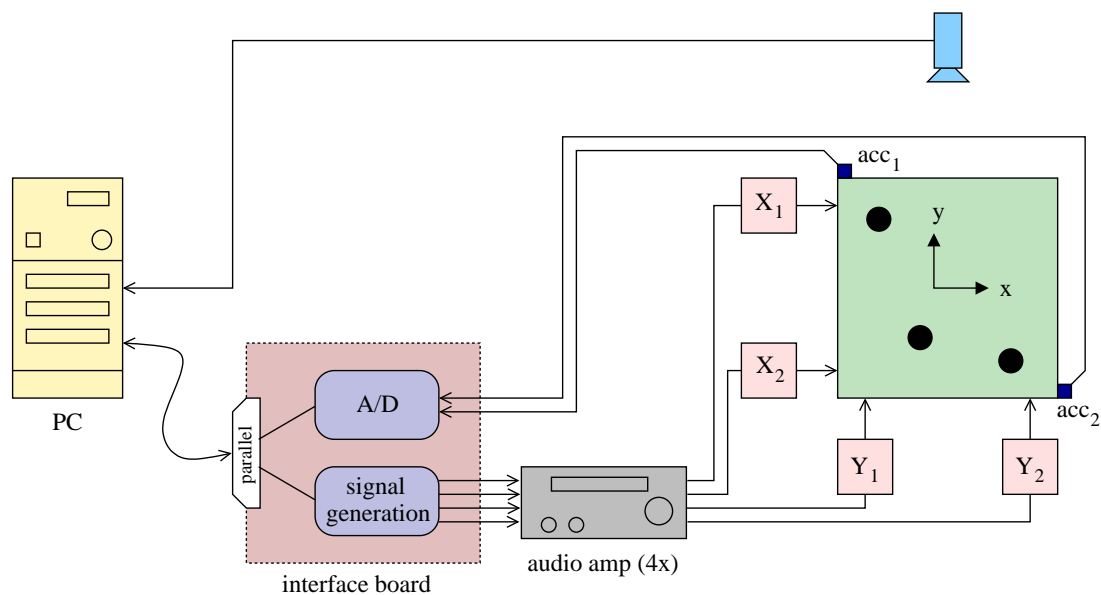 acc1
X1
y
x
X2
A/D
PC
acc2
parallel
Y1
Y2
signal
generation
audio amp (4x)
interface board